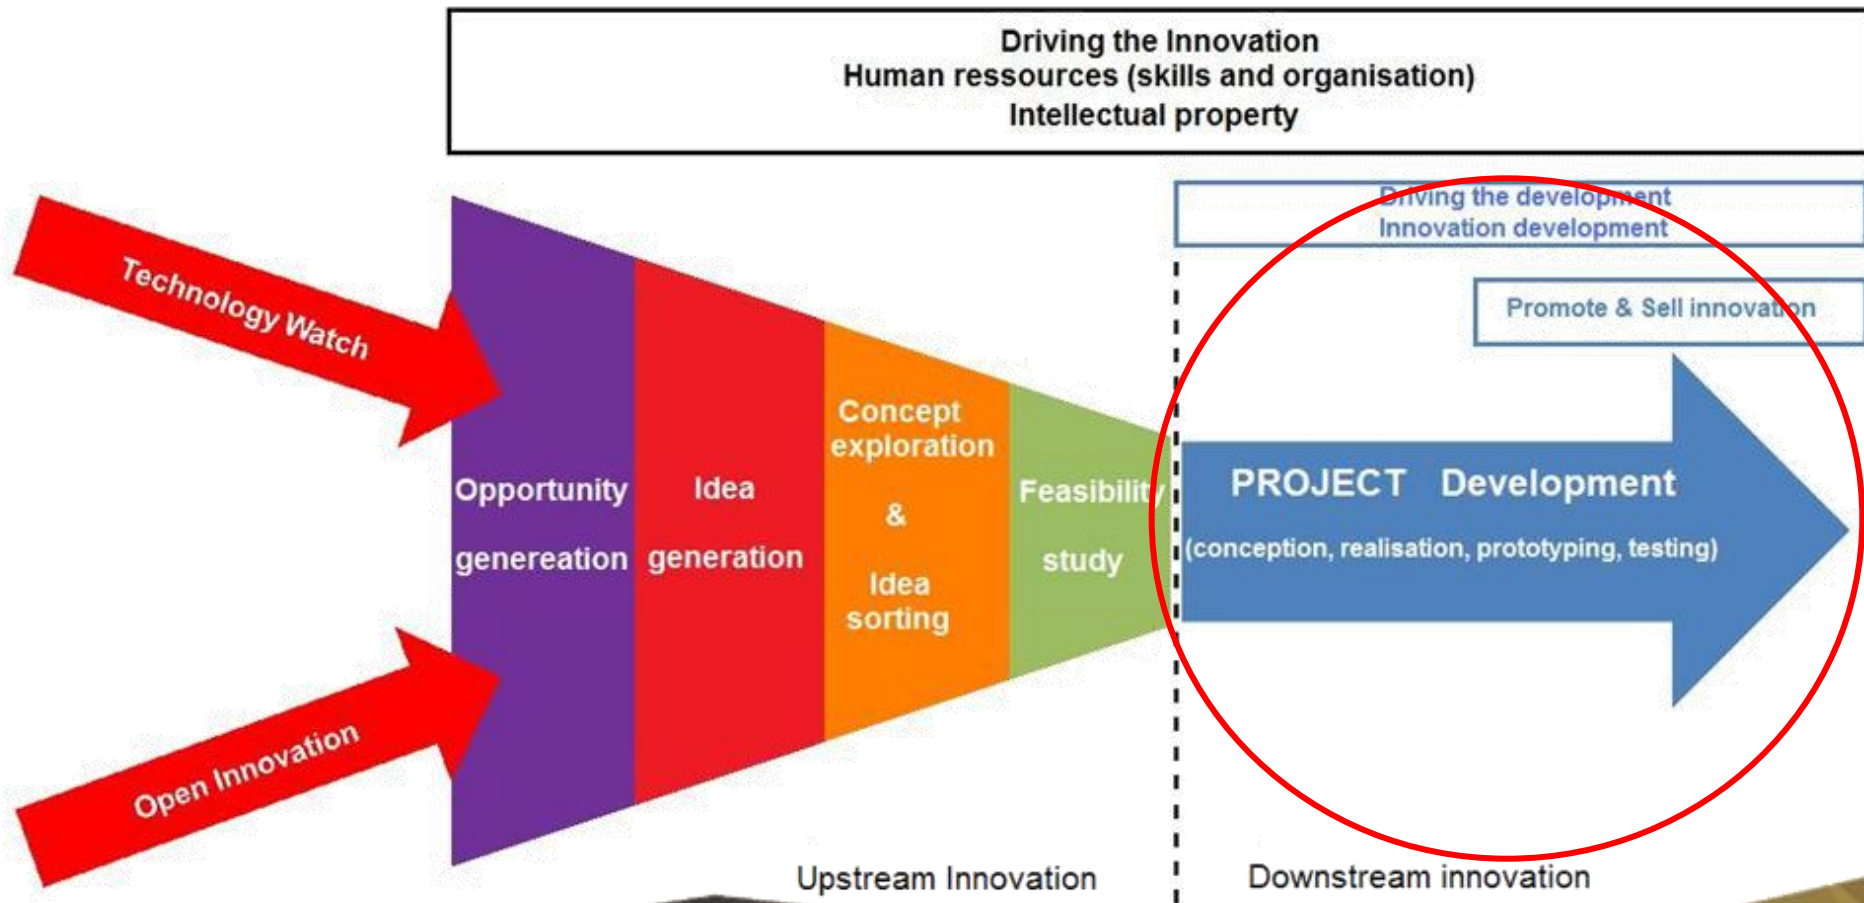 Driving the Innovation
Human ressources (skills and organisation)
Intellectual property
Driving the development
Innovation development
Promote & Sell innovation
Technology Watch
Open Innovation
Opportunity
genereation
Idea
generation
Concept
exploration
&
Idea
sorting
Feasibility
study
PROJECT Development
(conception, realisation, prototyping, testing)
Upstream Innovation
Downstream innovation